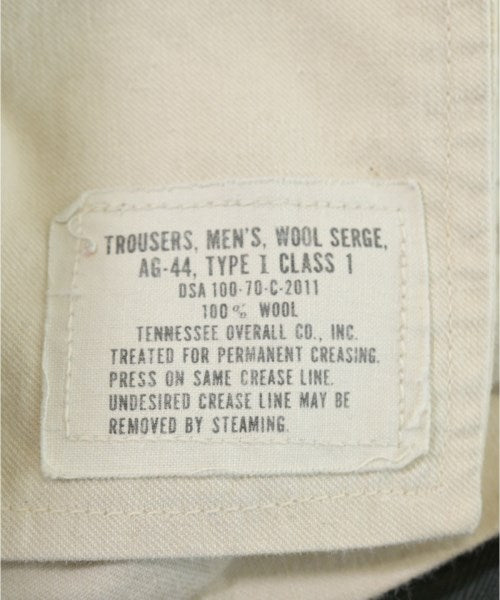 TROUSERS, MEN'S, WOOL SERGE,
AG-44, TYPE I CLASS 1
DSA 100-70-C-2011
100% WOOL
TENNESSEE OVERALL CO., INC.
TREATED FOR PERMANENT CREASING.
PRESS ON SAME CREASE LINE.
UNDESIRED CREASE LINE MAY BE
REMOVED BY STEAMING.